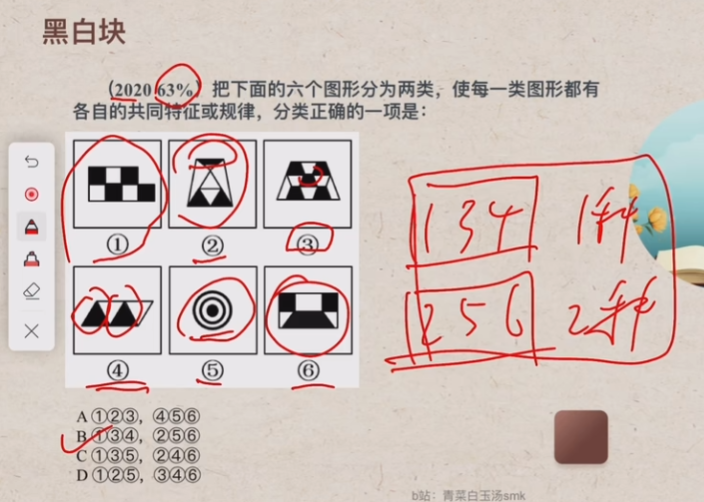 黑白块
（2020 63%）把下面的六个图形分为两类，使每一类图形都有
各自的共同特征或规律，分类正确的一项是：
① ② ③
④ ⑤ ⑥
134 1种
256 2种
A ①②③，④⑤⑥
B ①③④，②⑤⑥
C ①③⑤，②④⑥
D ①②⑤，③④⑥
b站：青菜白玉汤smk